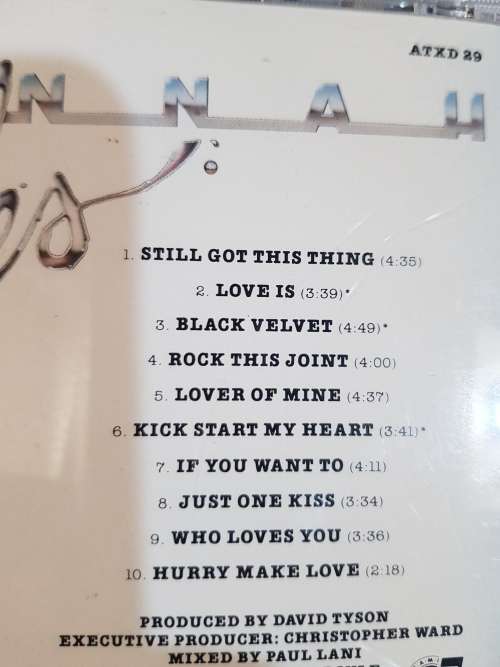 ATXD 29
NNAH
1. STILL GOT THIS THING (4:35)
2. LOVE IS (3:39)*
3. BLACK VELVET (4:49)*
4. ROCK THIS JOINT (4:00)
5. LOVER OF MINE (4:37)
6. KICK START MY HEART (3:41)*
7. IF YOU WANT TO (4:11)
8. JUST ONE KISS (3:34)
9. WHO LOVES YOU (3:36)
10. HURRY MAKE LOVE (2:18)
PRODUCED BY DAVID TYSON
EXECUTIVE PRODUCER: CHRISTOPHER WARD
MIXED BY PAUL LANI